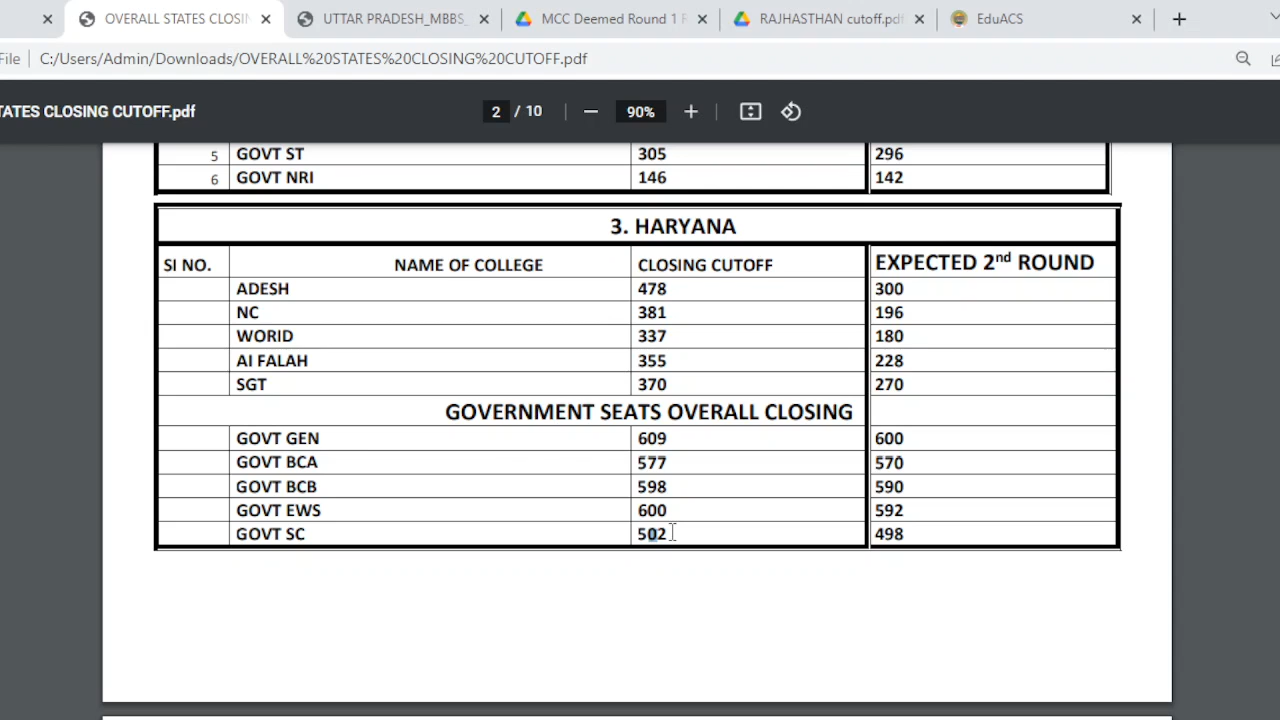 OVERALL STATES CLOSIN
UTTAR PRADESH_MBBS_
MCC Deemed Round 1 R
RAJHASTHAN cutoff.pdf
EduACS
File C:/Users/Admin/Downloads/OVERALL%20STATES%20CLOSING%20CUTOFF.pdf
TATES CLOSING CUTOFF.pdf 2 / 10 90%
5 GOVT ST 305 296
6 GOVT NRI 146 142
3. HARYANA
SI NO. NAME OF COLLEGE CLOSING CUTOFF EXPECTED 2nd ROUND
ADESH 478 300
NC 381 196
WORID 337 180
AI FALAH 355 228
SGT 370 270
GOVERNMENT SEATS OVERALL CLOSING
GOVT GEN 609 600
GOVT BCA 577 570
GOVT BCB 598 590
GOVT EWS 600 592
GOVT SC 502 498